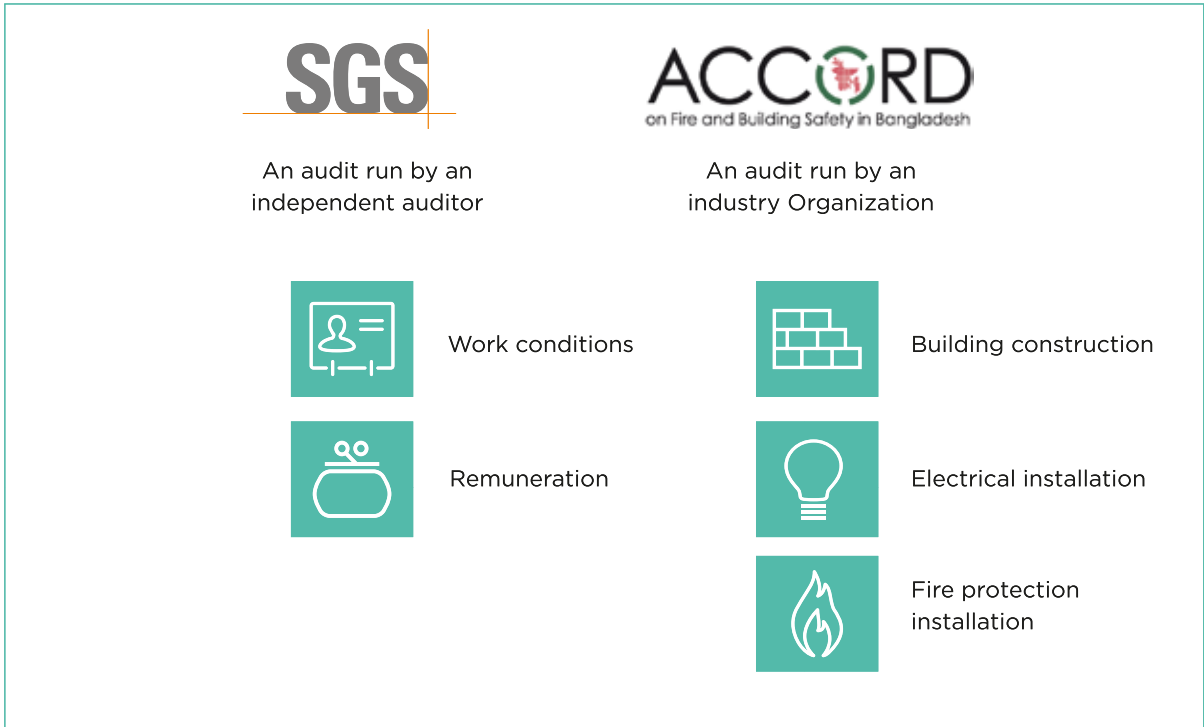 SGS
An audit run by an
independent auditor
Work conditions
Remuneration
ACCORD
on Fire and Building Safety in Bangladesh
An audit run by an
industry Organization
Building construction
Electrical installation
Fire protection
installation